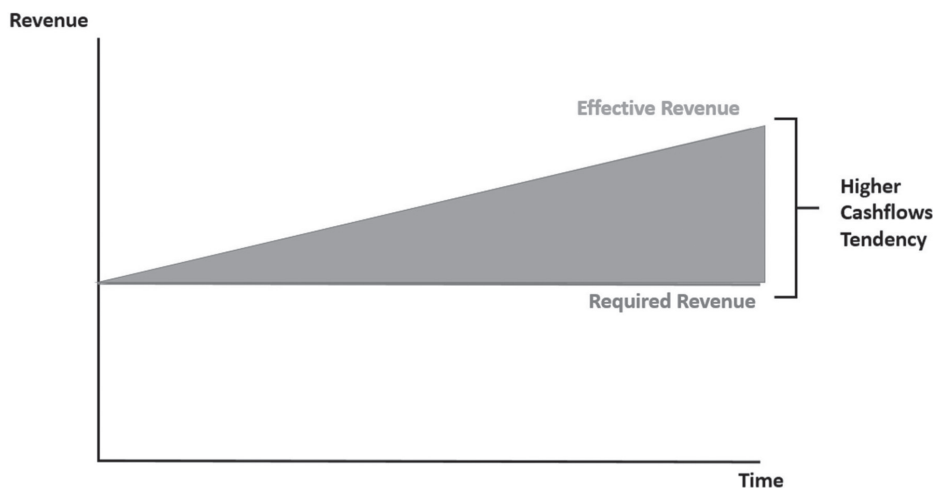 Revenue
Effective Revenue
Higher
Cashflows
Tendency
Required Revenue
Time